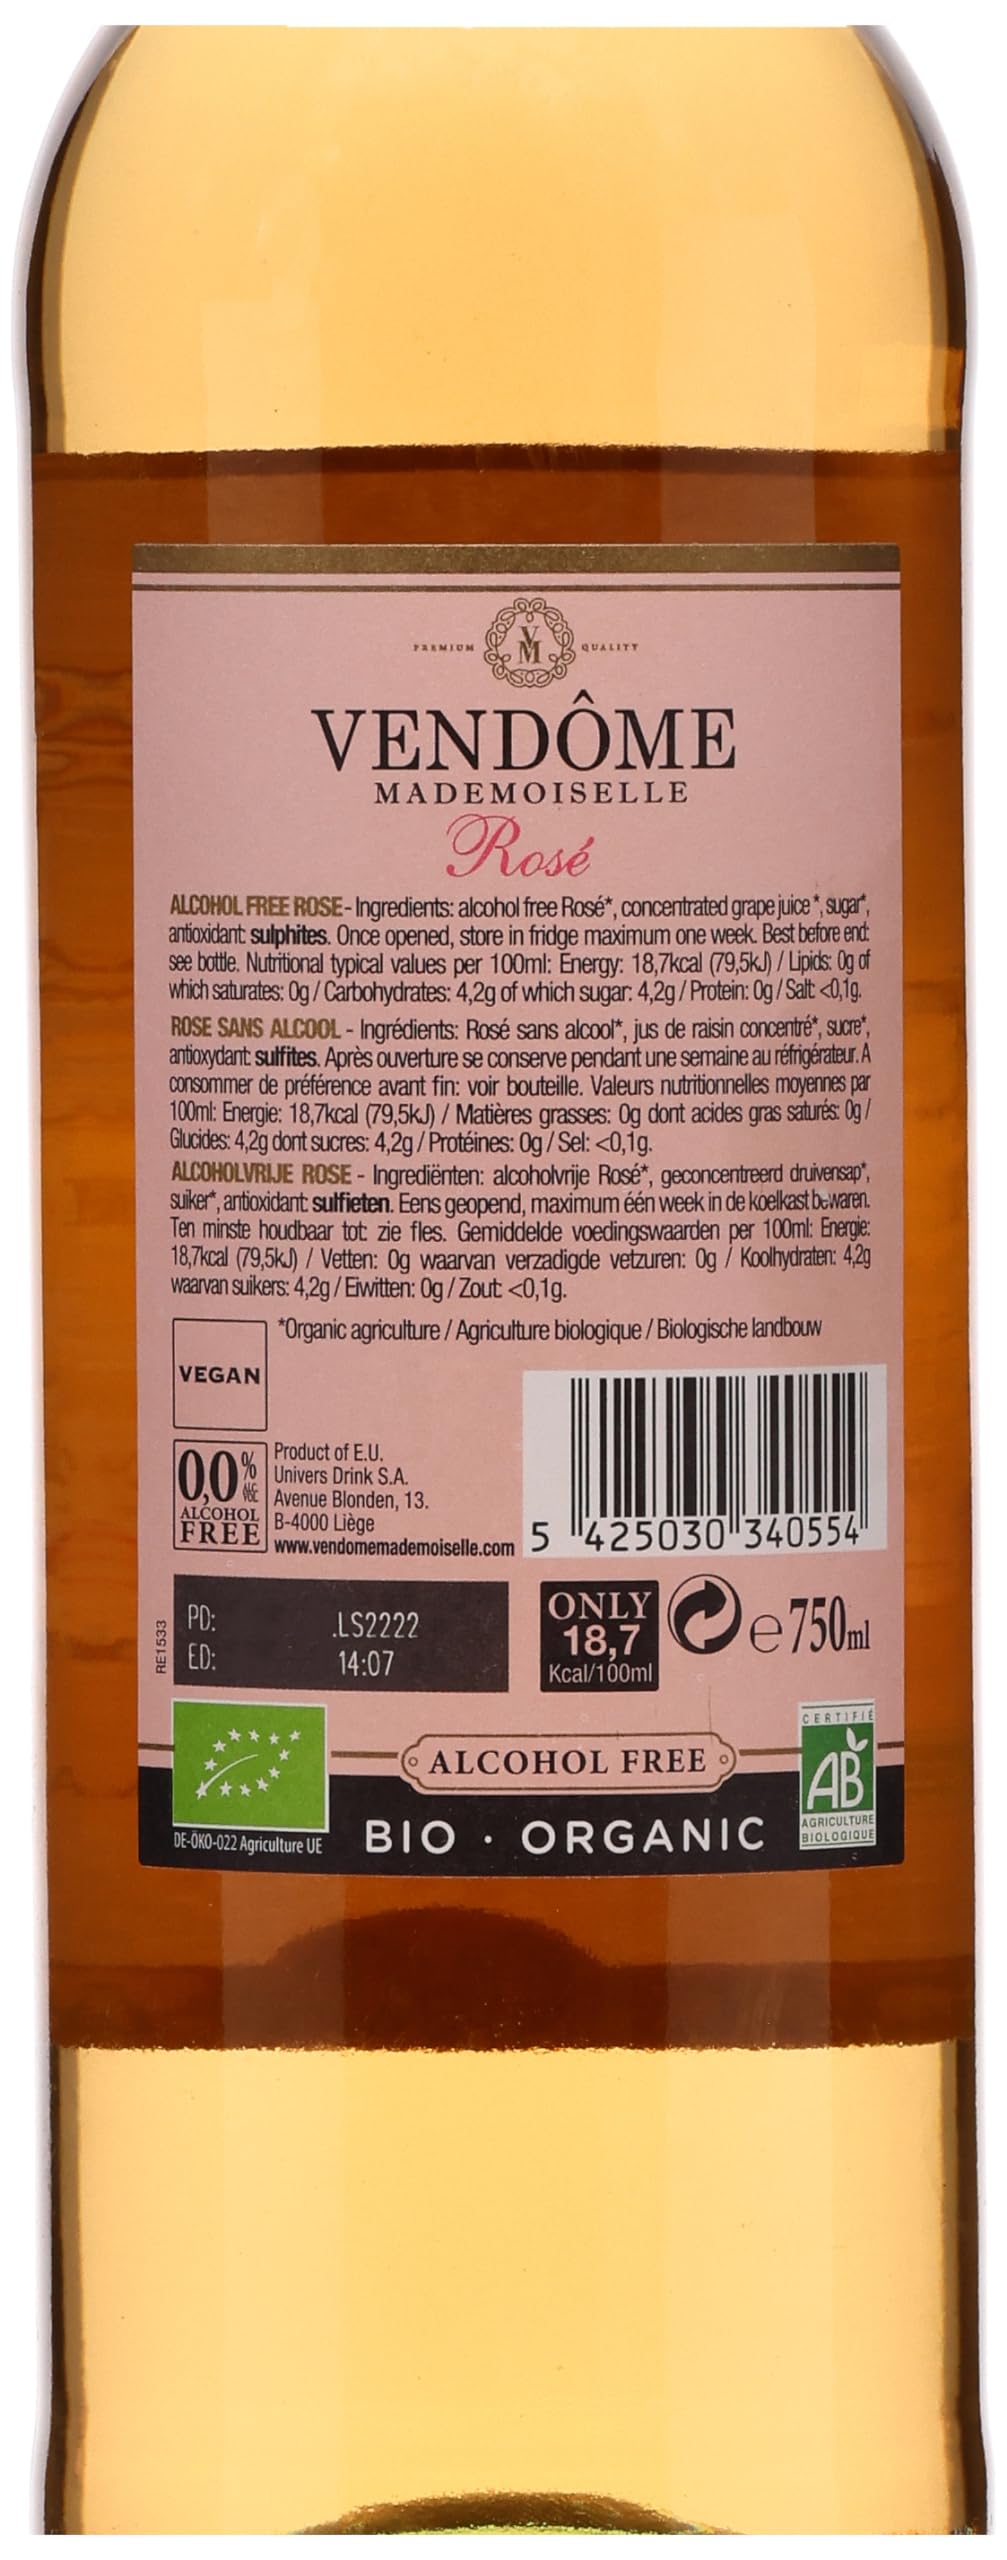 PREMIUM VM QUALITY
VENDÔME
MADEMOISELLE
Rosé
ALCOHOL FREE ROSE- Ingredients: alcohol free Rosé*, concentrated grape juice *, sugar*,
antioxidant: sulphites. Once opened, store in fridge maximum one week. Best before end:
see bottle. Nutritional typical values per 100ml: Energy: 18,7kcal (79,5kJ) / Lipids: 0g of
which saturates: 0g / Carbohydrates: 4,2g of which sugar: 4,2g / Protein: 0g / Salt: <0,1g.
ROSE SANS ALCOOL - Ingrédients: Rosé sans alcool*, jus de raisin concentré*, sucre*,
antioxydant: sulfites. Après ouverture se conserve pendant une semaine au réfrigérateur. A
consommer de préférence avant fin: voir bouteille. Valeurs nutritionnelles moyennes par
100ml: Energie: 18,7kcal (79,5kJ) / Matières grasses: 0g dont acides gras saturés: 0g /
Glucides: 4,2g dont sucres: 4,2g / Protéines: 0g / Sel: <0,1g.
ALCOHOLVRIJE ROSE - Ingrediënten: alcoholvrije Rosé*, geconcentreerd druivensap*,
suiker*, antioxidant: sulfieten. Eens geopend, maximum één week in de koelkast bewaren.
Ten minste houdbaar tot: zie fles. Gemiddelde voedingswaarden per 100ml: Energie:
18,7kcal (79,5kJ) / Vetten: 0g waarvan verzadigde vetzuren: 0g / Koolhydraten: 4,2g
waarvan suikers: 4,2g / Eiwitten: 0g / Zout: <0,1g.
*Organic agriculture / Agriculture biologique / Biologische landbouw
VEGAN
0,0%
ALCOHOL
FREE
Product of E.U.
Univers Drink S.A.
Avenue Blonden, 13.
B-4000 Liège
www.vendomemademoiselle.com
5 425030 340554
RE1533
PD: .LS2222
ED: 14:07
ONLY
18,7
Kcal/100ml
e 750ml
ALCOHOL FREE
BIO · ORGANIC
DE-ÖKO-022 Agriculture UE
CERTIFIÉ
AB
AGRICULTURE
BIOLOGIQUE